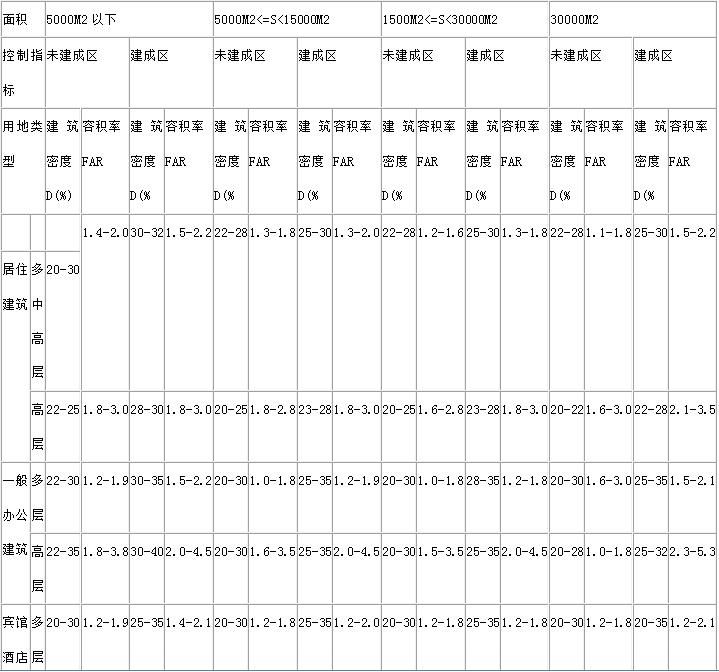 面积 5000M2以下 5000M2<=S<15000M2 1500M2<=S<30000M2 30000M2
控制指 未建成区 建成区 未建成区 建成区 未建成区 建成区 未建成区 建成区
标
用地类 建 筑 容积率 建 筑 容积率 建 筑 容积率 建 筑 容积率 建 筑 容积率 建 筑 容积率 建 筑 容积率 建 筑 容积率
型 密度 FAR 密度 FAR 密度 FAR 密度 FAR 密度 FAR 密度 FAR 密度 FAR 密度 FAR
D(%) D(% D(% D(% D(% D(% D(% D(%
1.4-2.0 30-32 1.5-2.2 22-28 1.3-1.8 25-30 1.3-2.0 22-28 1.2-1.6 25-30 1.3-1.8 22-28 1.1-1.8 25-30 1.5-2.2
居住 多 20-30
建筑 中
高
层
高 22-25 1.8-3.0 28-30 1.8-3.0 20-25 1.8-2.8 23-28 1.8-3.0 20-25 1.6-2.8 23-28 1.8-3.0 20-22 1.6-3.0 22-28 2.1-3.5
层
一般 多 22-30 1.2-1.9 30-35 1.5-2.2 20-30 1.0-1.8 25-35 1.2-1.9 20-30 1.0-1.8 28-35 1.2-1.8 20-30 1.6-3.0 25-35 1.5-2.1
办公 层
建筑 高 22-35 1.8-3.8 30-40 2.0-4.5 20-30 1.6-3.5 25-35 2.0-4.5 20-30 1.5-3.5 25-35 2.0-4.5 20-28 1.0-1.8 25-32 2.3-5.3
层
宾馆 多 20-30 1.2-1.9 25-35 1.4-2.1 20-30 1.2-1.8 25-35 1.2-2.0 20-30 1.2-1.8 25-35 1.2-1.8 20-30 1.2-1.8 20-35 1.2-2.1
酒店 层